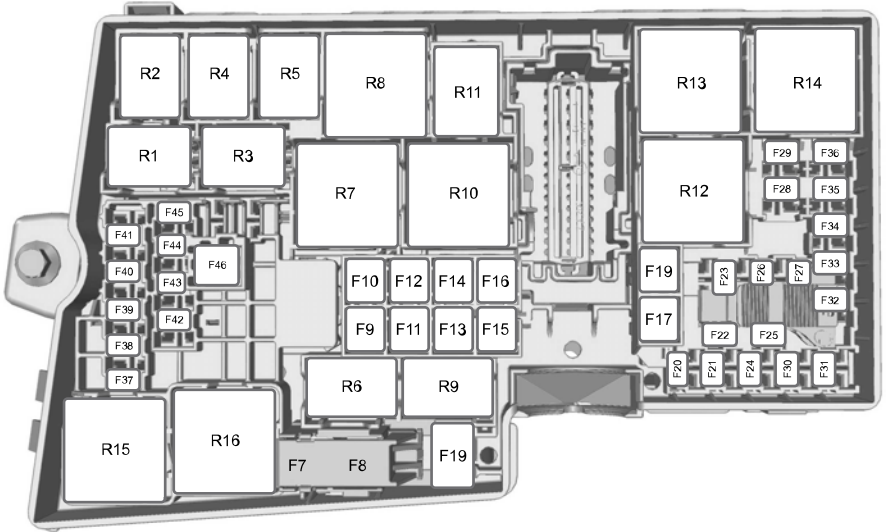 R2 R4 R5 R8 R11 R13 R14
R1 R3 R7 R10 R12 F29 F36
F28 F35
F45
F41 F44 F34
F40 F46 F43 F10 F12 F14 F16 F19 F23 F26 F27 F33
F39 F42 F9 F11 F13 F15 F17 F32
F38 F22 F25
F37 R6 R9 F20 F21 F24 F30 F31
R15 R16 F7 F8 F19